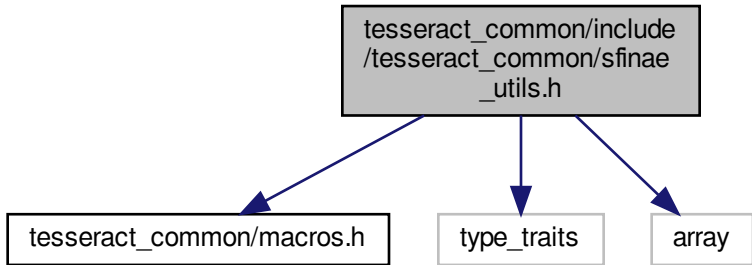 tesseract_common/include
/tesseract_common/sfinae
_utils.h
tesseract_common/macros.h
type_traits
array